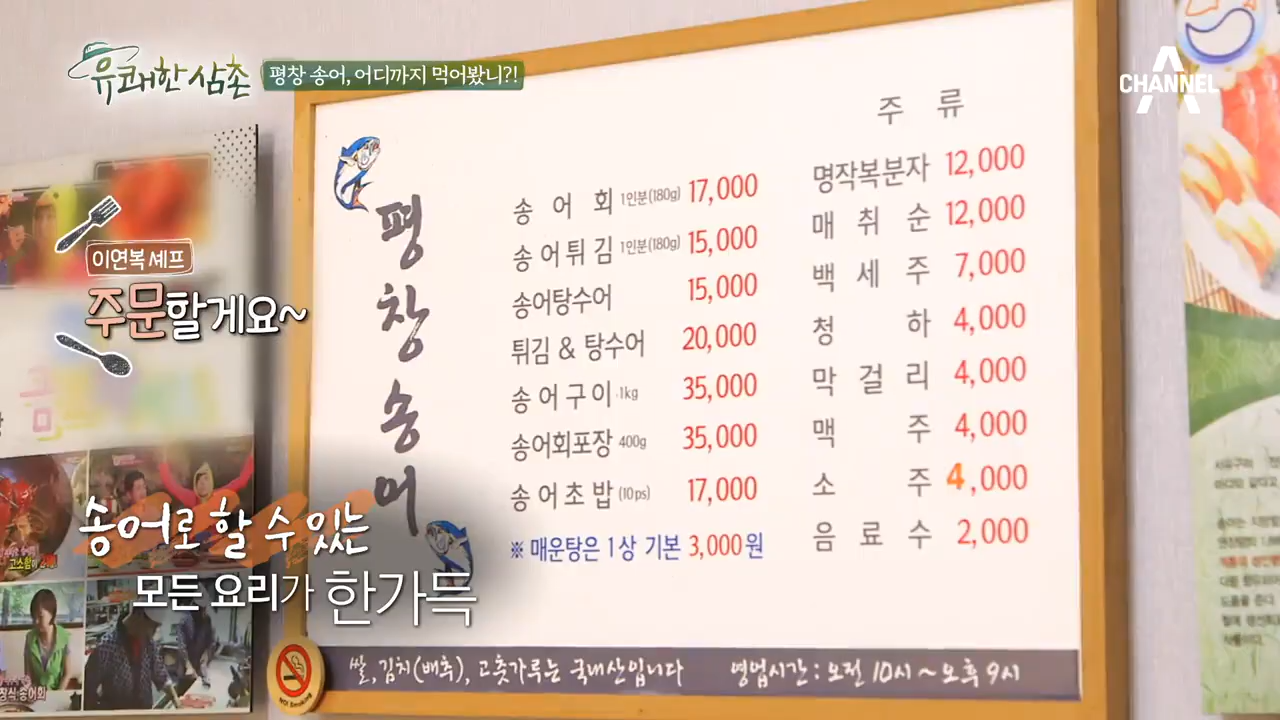 유쾌한 삼촌
평창 송어, 어디까지 먹어봤니?!
CHANNEL A
이연복 셰프
주문할게요~
송어로 할 수 있는
모든 요리가 한가득
평창송어
송어회 1인분(180g) 17,000
송어튀김 1인분(180g) 15,000
송어탕수어 15,000
튀김 & 탕수어 20,000
송어구이 1kg 35,000
송어회포장 400g 35,000
송어초밥 (10ps) 17,000
※ 매운탕은 1상 기본 3,000원
주류
명작복분자 12,000
매취순 12,000
백세주 7,000
청하 4,000
막걸리 4,000
맥주 4,000
소주 4,000
음료수 2,000
쌀, 김치(배추), 고춧가루는 국내산입니다
영업시간 : 오전 10시 ~ 오후 9시
NO! Smoking